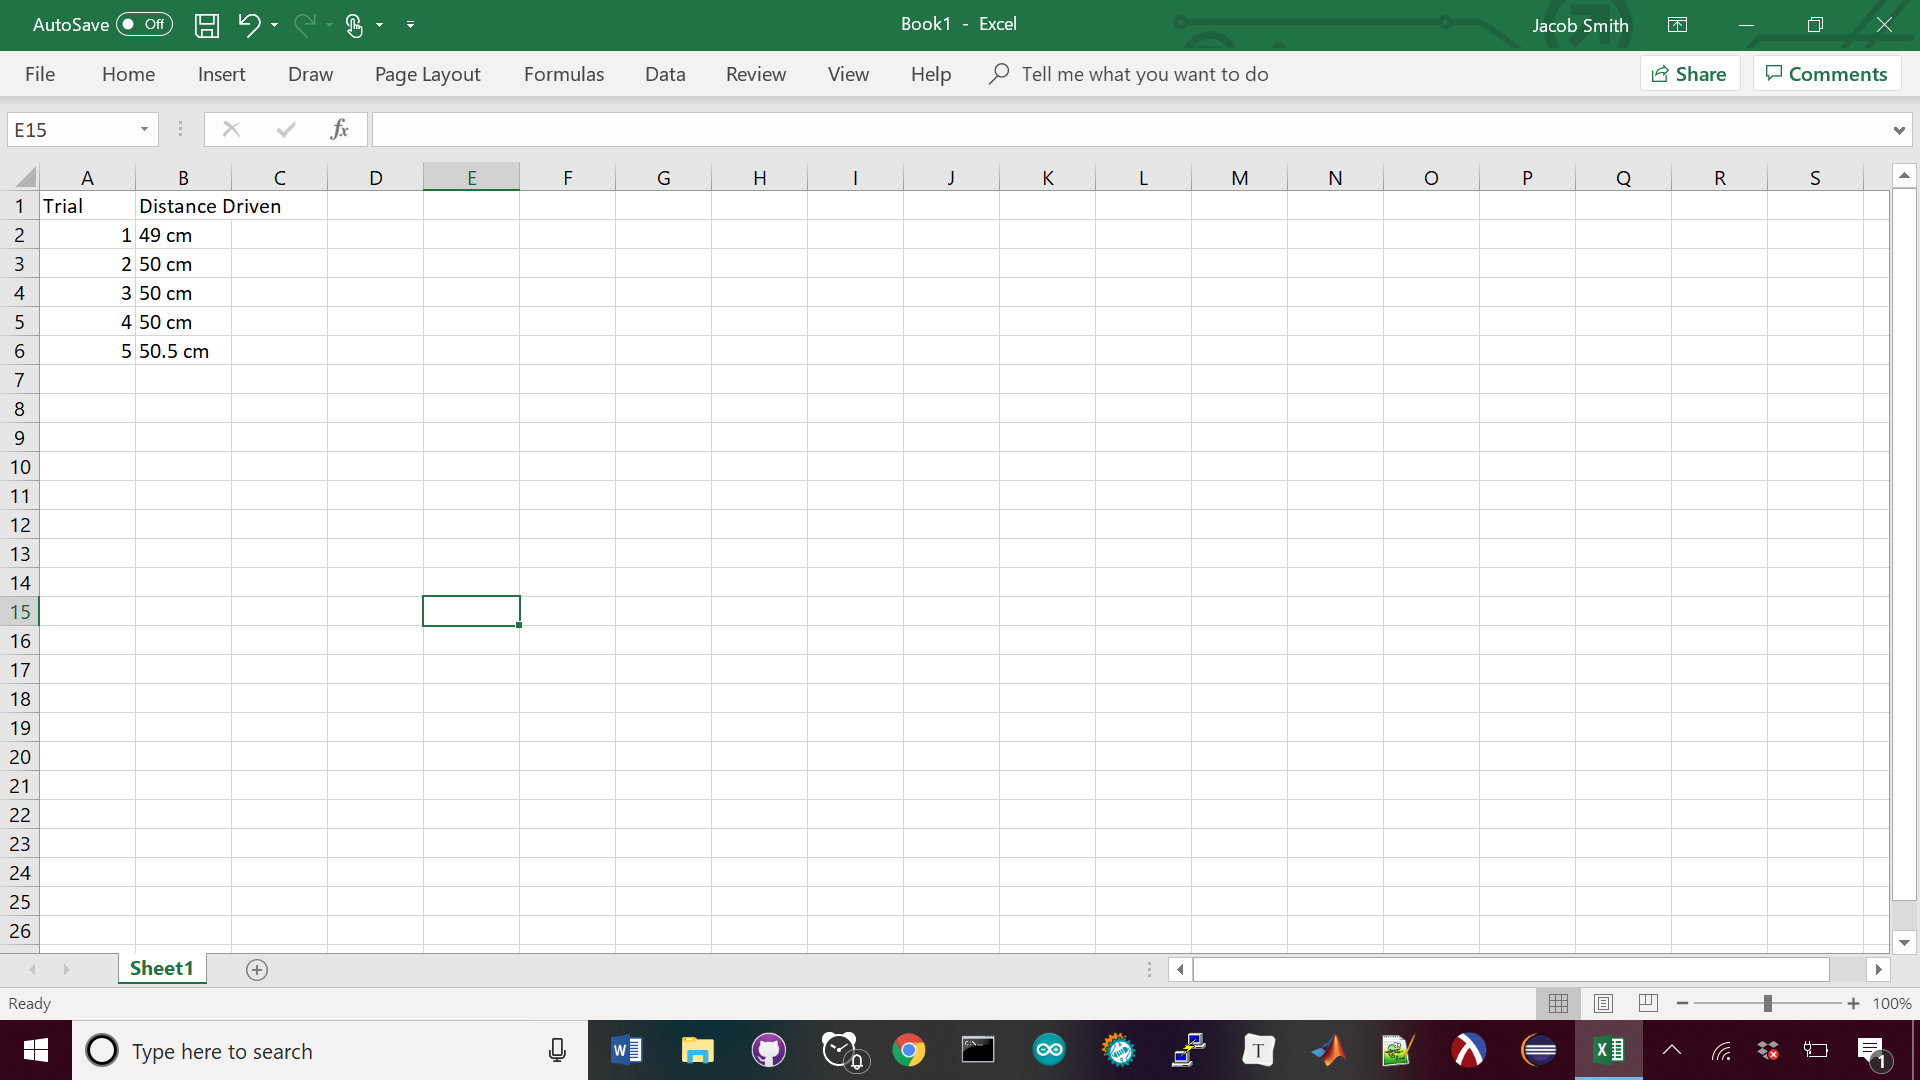 AutoSave Off Book1 - Excel Jacob Smith
File Home Insert Draw Page Layout Formulas Data Review View Help Tell me what you want to do Share Comments
E15 fx
A B C D E F G H I J K L M N O P Q R S
1 Trial Distance Driven
2 1 49 cm
3 2 50 cm
4 3 50 cm
5 4 50 cm
6 5 50.5 cm
7
8
9
10
11
12
13
14
15
16
17
18
19
20
21
22
23
24
25
26
Sheet1
Ready 100%
Type here to search W T X 1